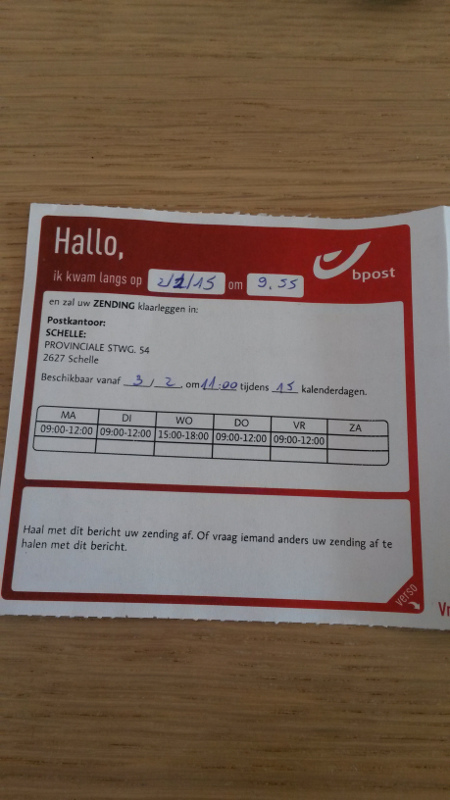 Hallo,
bpost
ik kwam langs op 2/2/15 om 9.55
en zal uw ZENDING klaarleggen in:
Postkantoor:
SCHELLE:
PROVINCIALE STWG. 54
2627 Schelle
Beschikbaar vanaf 3 / 2, om 11.00 tijdens 15 kalenderdagen.
MA DI WO DO VR ZA
09:00-12:00 09:00-12:00 15:00-18:00 09:00-12:00 09:00-12:00
Haal met dit bericht uw zending af. Of vraag iemand anders uw zending af te
halen met dit bericht.
verso